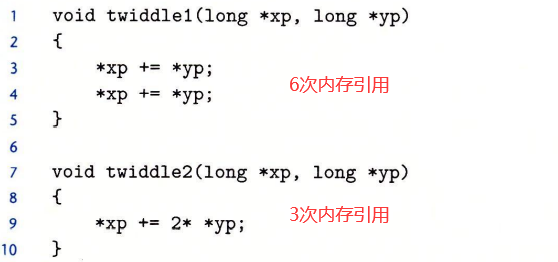 1 void twiddle1(long *xp, long *yp)
2 {
3 *xp += *yp;
4 *xp += *yp;
5 }
6次内存引用
6
7 void twiddle2(long *xp, long *yp)
8 {
9 *xp += 2* *yp;
10 }
3次内存引用